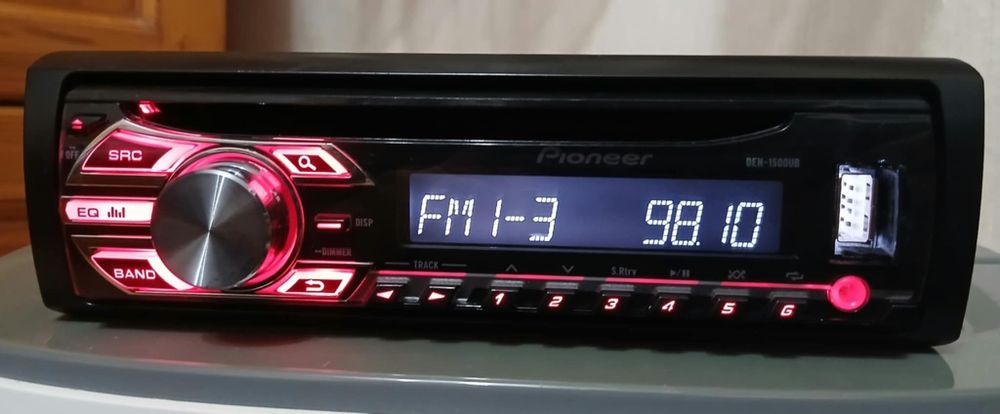 Pioneer
DEH-1500UB
OFF
SRC
EQ
DISP
FM1-3 98.10
DIMMER
BAND
TRACK
S.Rtrv
1 2 3 4 5 6